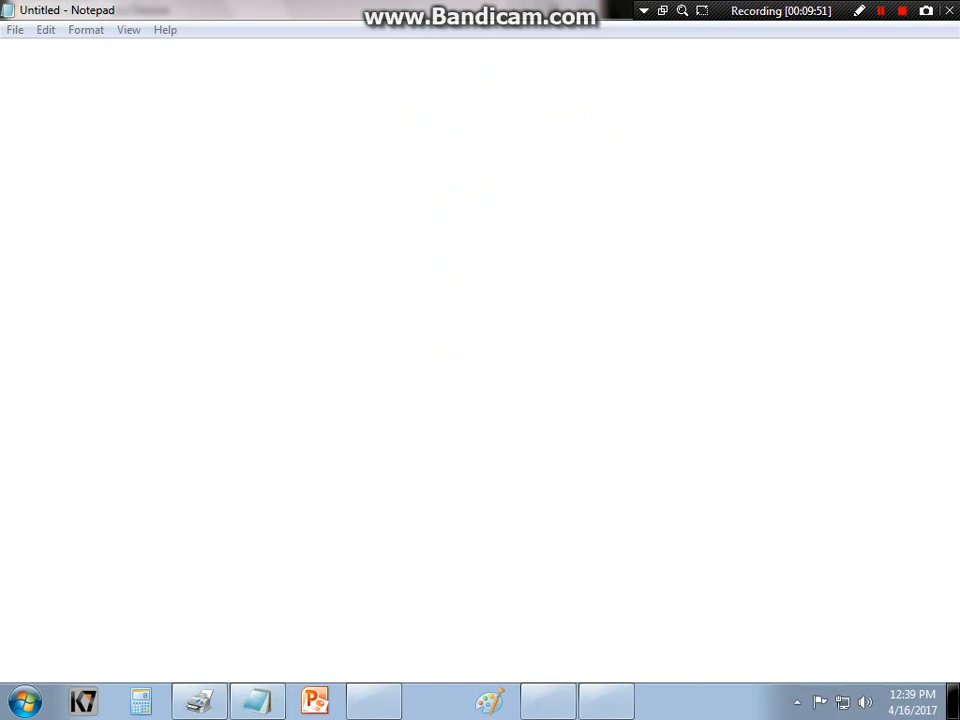 Untitled - Notepad
www.Bandicam.com
Recording [00:09:51]
File Edit Format View Help
K7
P
12:39 PM
4/16/2017